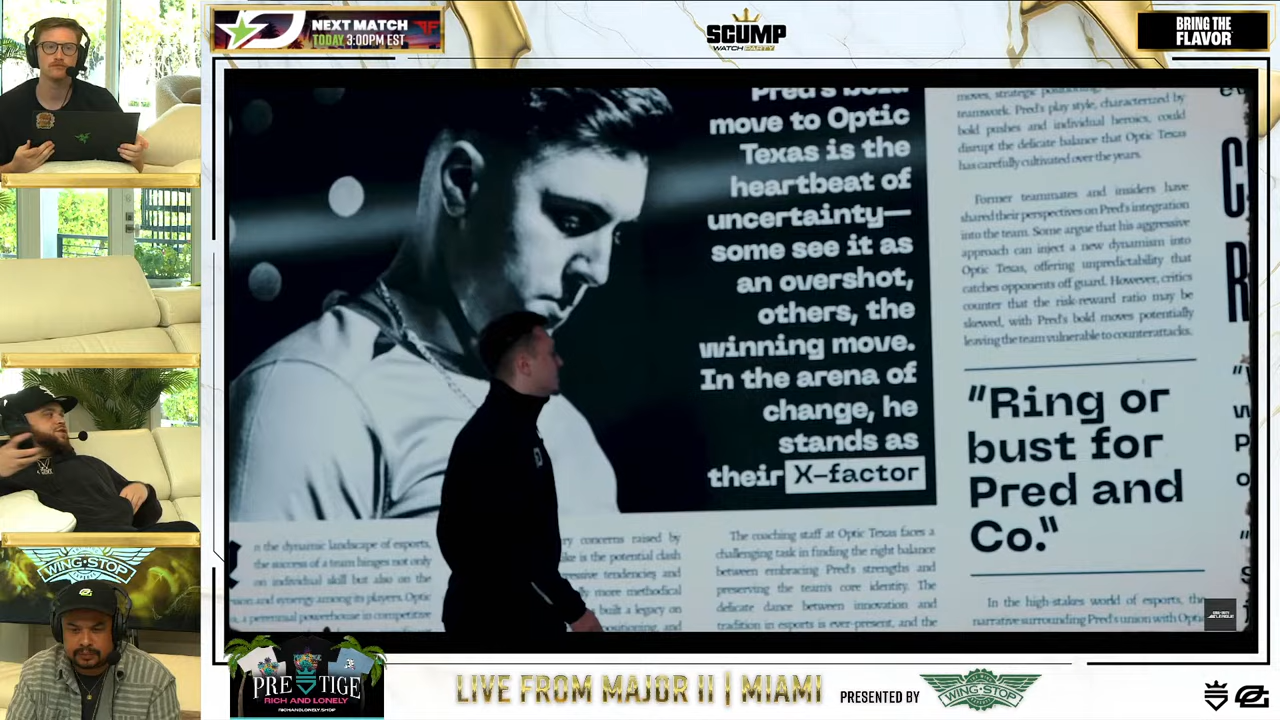 NEXT MATCH
TODAY 3:00PM EST
SCUMP
WATCH PARTY
BRING THE
FLAVOR
Pred's bold
move to Optic
Texas is the
heartbeat of
uncertainty—
some see it as
an overshot,
others, the
winning move.
In the arena of
change, he
stands as
their X-factor
moves, strategic positioning,
teamwork. Pred's play style, characterized by
bold pushes and individual heroics, could
disrupt the delicate balance that Optic Texas
has carefully cultivated over the years.
Former teammates and insiders have
shared their perspectives on Pred's integration
into the team. Some argue that his aggressive
approach can inject a new dynamism into
Optic Texas, offering unpredictability that
catches opponents off guard. However, critics
counter that the risk-reward ratio may be
skewed, with Pred's bold moves potentially
leaving the team vulnerable to counterattacks.
"Ring or
bust for
Pred and
Co."
In the high-stakes world of esports, the
narrative surrounding Pred's union with Optic
n the dynamic landscape of esports,
the success of a team hinges not only
on individual skill but also on the
and synergy among its players. Optic
a perennial powerhouse in competitive
concerns raised by
is the potential clash
tendencies and
more methodical
built a legacy on
The coaching staff at Optic Texas faces a
challenging task in finding the right balance
between embracing Pred's strengths and
preserving the team's core identity. The
delicate dance between innovation and
tradition in esports is ever-present, and the
WING·STOP
PRE TIGE
RICH AND LONELY
RICHANDLONELY.SHOP
LIVE FROM MAJOR II | MIAMI
PRESENTED BY
WING·STOP